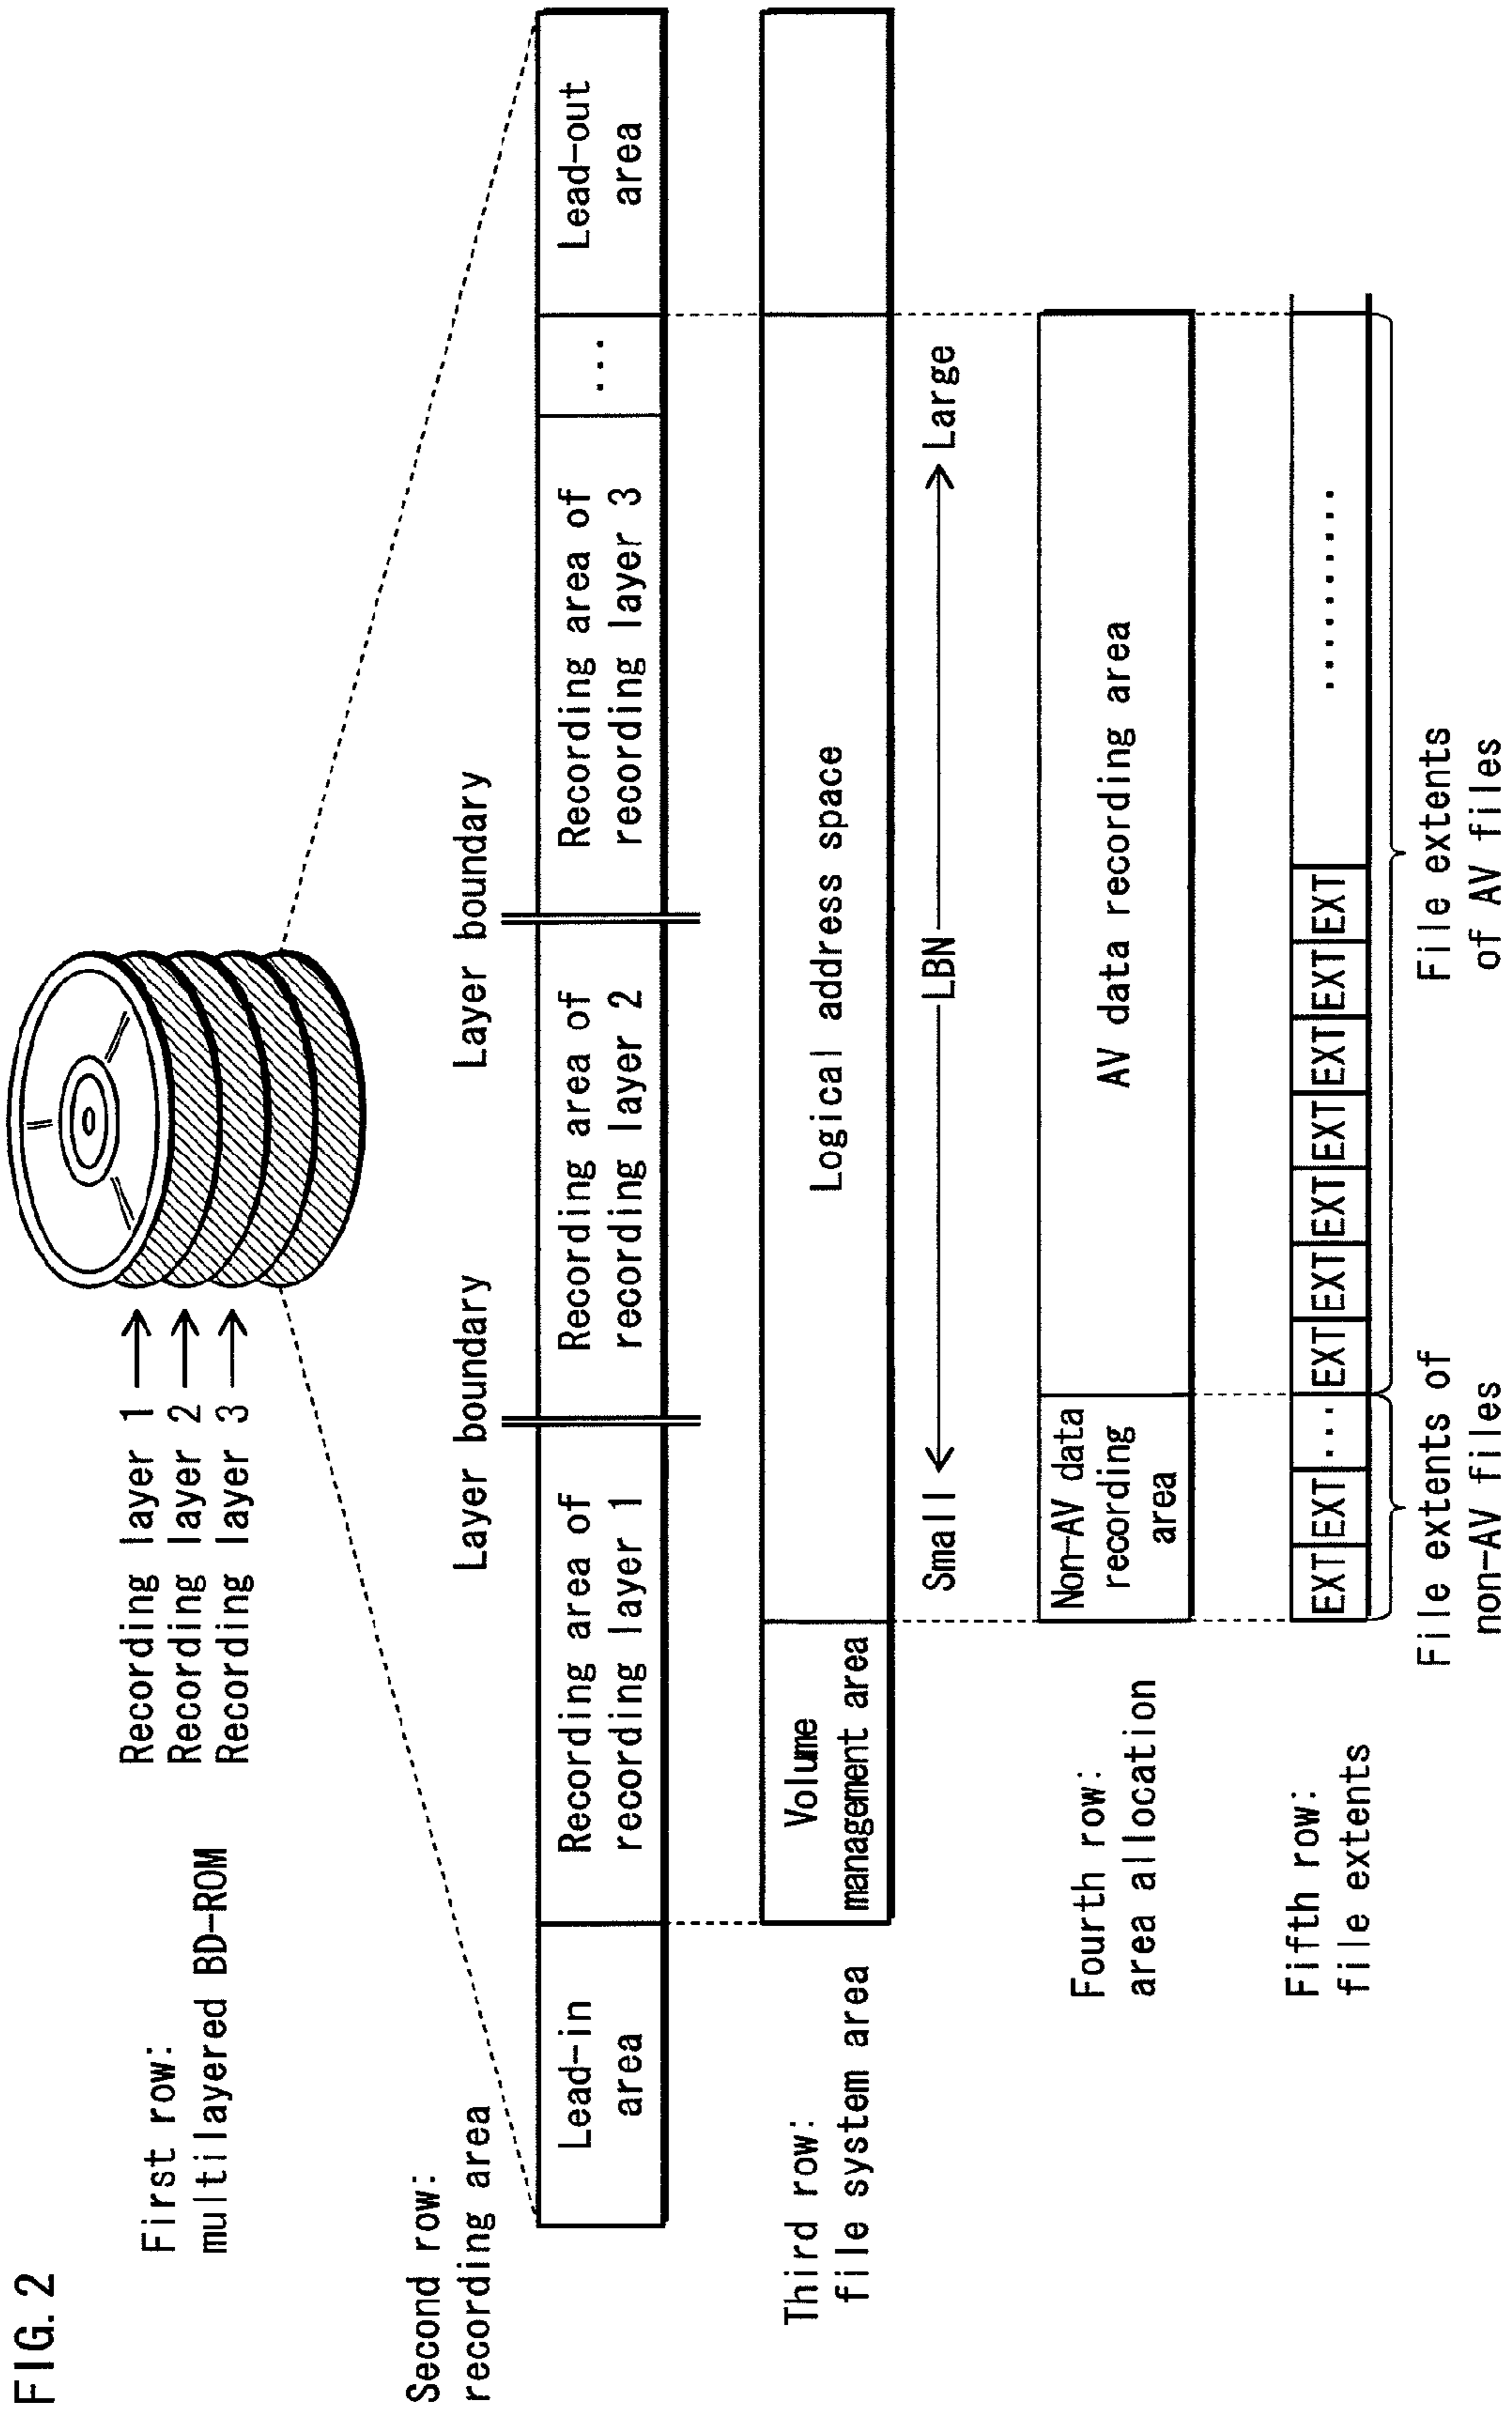 FIG. 2
First row:
multilayered BD-ROM
Recording layer 1
Recording layer 2
Recording layer 3
Second row:
recording area
Layer boundary
Layer boundary
Lead-in
area
Recording area of
recording layer 1
Recording area of
recording layer 2
Recording area of
recording layer 3
...
Lead-out
area
Third row:
file system area
Volume
management area
Logical address space
Small
LBN
Large
Fourth row:
area allocation
Non-AV data
recording
area
AV data recording area
Fifth row:
file extents
EXT EXT ... EXT EXT EXT EXT EXT EXT EXT ..........
File extents of
non-AV files
File extents
of AV files